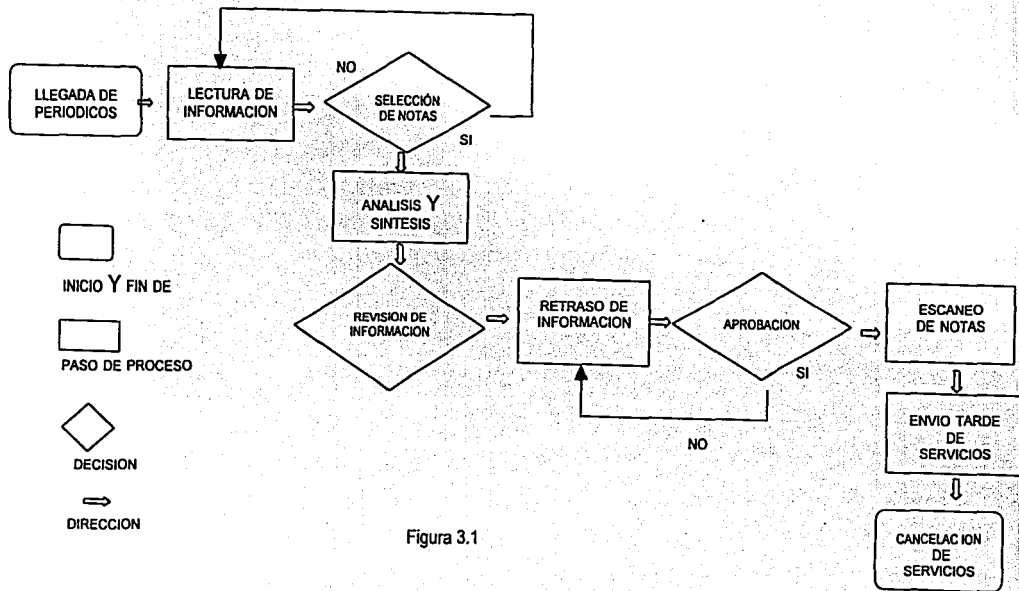 LLEGADA DE
PERIODICOS
LECTURA DE
INFORMACION
NO
SELECCIÓN
DE NOTAS
SI
ANALISIS Y
SINTESIS
REVISION DE
INFORMACION
RETRASO DE
INFORMACION
APROBACION
SI
NO
ESCANEO
DE NOTAS
ENVIO TARDE
DE
SERVICIOS
CANCELACION
DE
SERVICIOS
INICIO Y FIN DE
PASO DE PROCESO
DECISION
DIRECCION
Figura 3.1